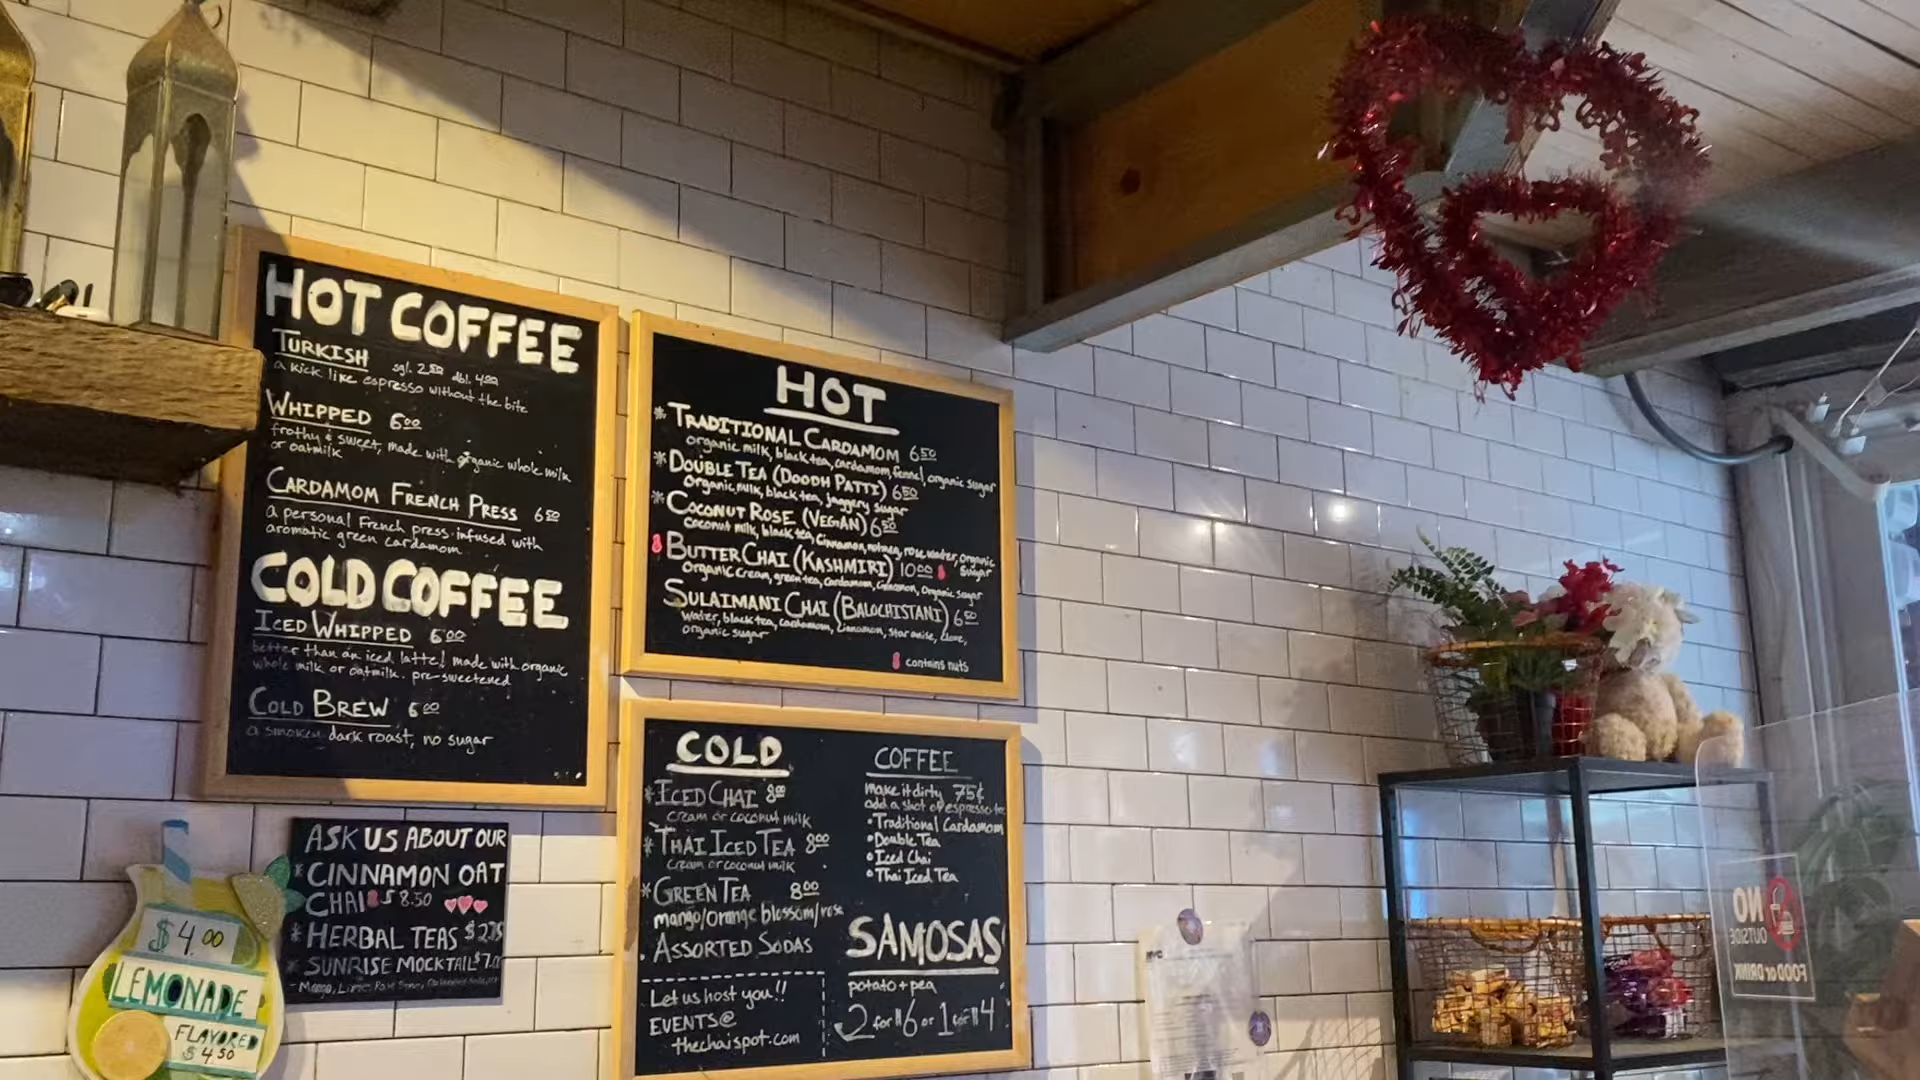 HOT COFFEE
TURKISH sgl. 2.50 dbl. 4.00
a kick like espresso without the bite
WHIPPED 6.00
frothy & sweet, made with organic whole milk
or oatmilk
CARDAMOM FRENCH PRESS 6.50
a personal French press infused with
aromatic green cardamom
COLD COFFEE
ICED WHIPPED 6.00
better than an iced latte! made with organic
whole milk or oatmilk. pre-sweetened
COLD BREW 6.00
a smokey dark roast, no sugar
HOT
* TRADITIONAL CARDAMOM 6.50
organic milk, black tea, cardamom, fennel, organic sugar
* DOUBLE TEA (DOODH PATTI) 6.50
Organic milk, black tea, jaggery sugar
* COCONUT ROSE (VEGAN) 6.50
Coconut milk, black tea, Cinnamon, nutmeg, rose water, organic
sugar
BUTTER CHAI (KASHMIRI) 10.00
Organic cream, green tea, cardamom, cinnamon, organic sugar
SULAIMANI CHAI (BALOCHISTANI) 6.50
water, black tea, cardamom, cinnamon, star anise, clove,
organic sugar
contains nuts
COLD
* ICED CHAI 8.00
cream or coconut milk
* THAI ICED TEA 8.00
cream or coconut milk
* GREEN TEA 8.00
mango/orange blossom/rose
. ASSORTED SODAS
Let us host you!!
EVENTS@
thechaispot.com
COFFEE
make it dirty 75¢
add a shot of espresso to:
• Traditional Cardamom
• Double Tea
• Iced Chai
• Thai Iced Tea
SAMOSAS
potato + pea
2 for $6 or 1 for $4
ASK US ABOUT OUR
* CINNAMON OAT
CHAI $8.50
* HERBAL TEAS $2.75
* SUNRISE MOCKTAIL $7.00
$4.00
LEMONADE
FLAVORED
$4.50
NO
OUTSIDE
FOOD or DRINK